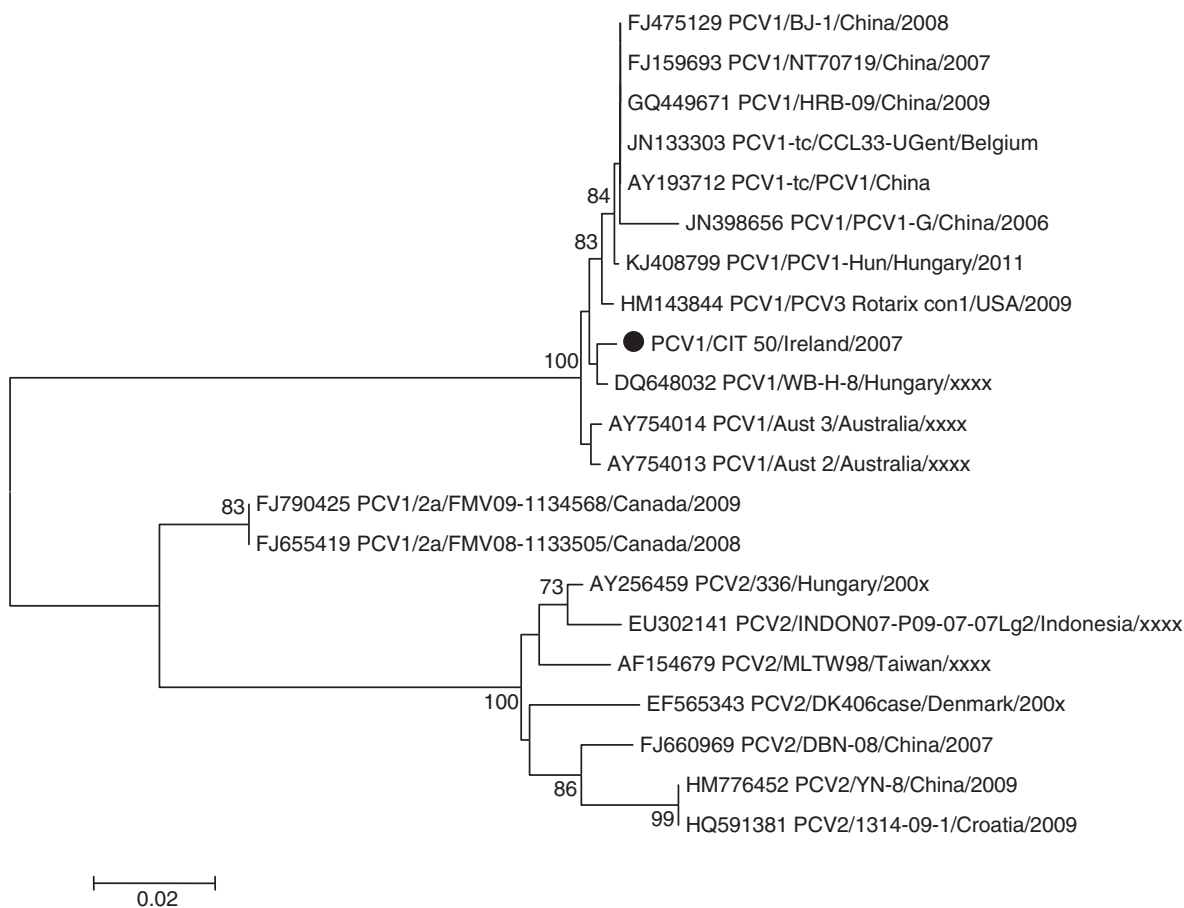 FJ475129 PCV1/BJ-1/China/2008
FJ159693 PCV1/NT70719/China/2007
GQ449671 PCV1/HRB-09/China/2009
JN133303 PCV1-tc/CCL33-UGent/Belgium
AY193712 PCV1-tc/PCV1/China
84
JN398656 PCV1/PCV1-G/China/2006
83
KJ408799 PCV1/PCV1-Hun/Hungary/2011
HM143844 PCV1/PCV3 Rotarix con1/USA/2009
PCV1/CIT 50/Ireland/2007
100
DQ648032 PCV1/WB-H-8/Hungary/xxxx
AY754014 PCV1/Aust 3/Australia/xxxx
AY754013 PCV1/Aust 2/Australia/xxxx
83
FJ790425 PCV1/2a/FMV09-1134568/Canada/2009
FJ655419 PCV1/2a/FMV08-1133505/Canada/2008
73
AY256459 PCV2/336/Hungary/200x
EU302141 PCV2/INDON07-P09-07-07Lg2/Indonesia/xxxx
AF154679 PCV2/MLTW98/Taiwan/xxxx
100
EF565343 PCV2/DK406case/Denmark/200x
FJ660969 PCV2/DBN-08/China/2007
86
HM776452 PCV2/YN-8/China/2009
99
HQ591381 PCV2/1314-09-1/Croatia/2009
0.02